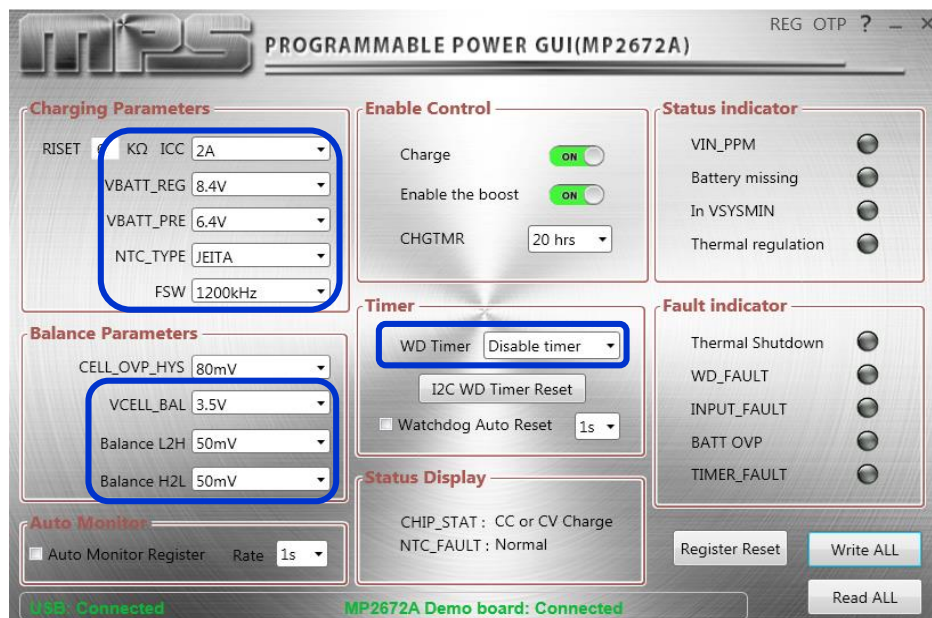 MPS
PROGRAMMABLE POWER GUI(MP2672A)
REG OTP ? – ×
Charging Parameters
RISET KΩ ICC 2A
VBATT_REG 8.4V
VBATT_PRE 6.4V
NTC_TYPE JEITA
FSW 1200kHz
Balance Parameters
CELL_OVP_HYS 80mV
VCELL_BAL 3.5V
Balance L2H 50mV
Balance H2L 50mV
Auto Monitor
Auto Monitor Register Rate 1s
Enable Control
Charge ON
Enable the boost ON
CHGTMR 20 hrs
Timer
WD Timer Disable timer
I2C WD Timer Reset
Watchdog Auto Reset 1s
Status Display
CHIP_STAT : CC or CV Charge
NTC_FAULT : Normal
Status indicator
VIN_PPM
Battery missing
In VSYSMIN
Thermal regulation
Fault indicator
Thermal Shutdown
WD_FAULT
INPUT_FAULT
BATT OVP
TIMER_FAULT
Register Reset Write ALL
Read ALL
USB: Connected MP2672A Demo board: Connected